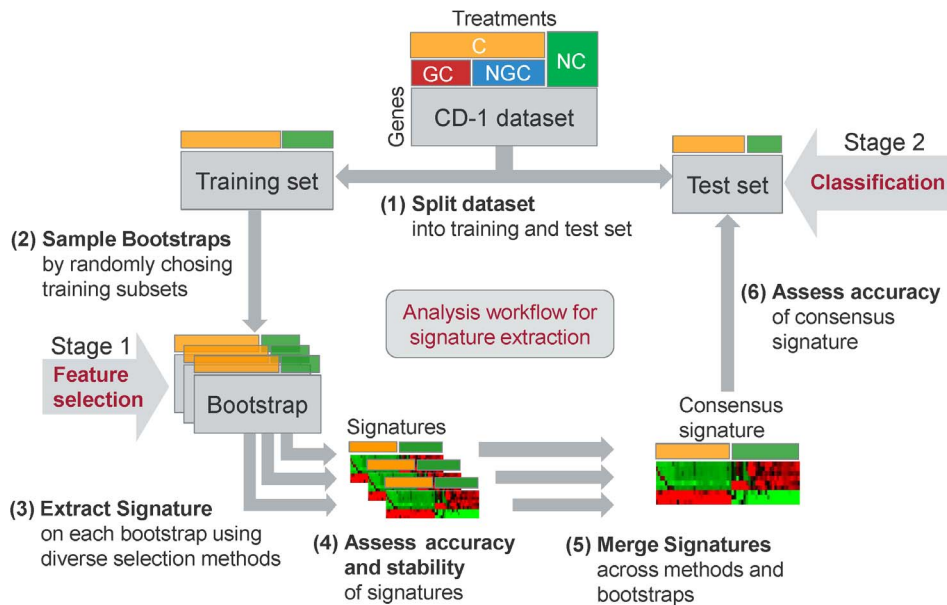 Treatments
C
NC
GC
NGC
Genes
CD-1 dataset
Training set
Test set
Stage 2
Classification
(1) Split dataset
into training and test set
(2) Sample Bootstraps
by randomly chosing
training subsets
Analysis workflow for
signature extraction
(6) Assess accuracy
of consensus
signature
Stage 1
Feature
selection
Bootstrap
Signatures
Consensus
signature
(3) Extract Signature
on each bootstrap using
diverse selection methods
(4) Assess accuracy
and stability
of signatures
(5) Merge Signatures
across methods and
bootstraps